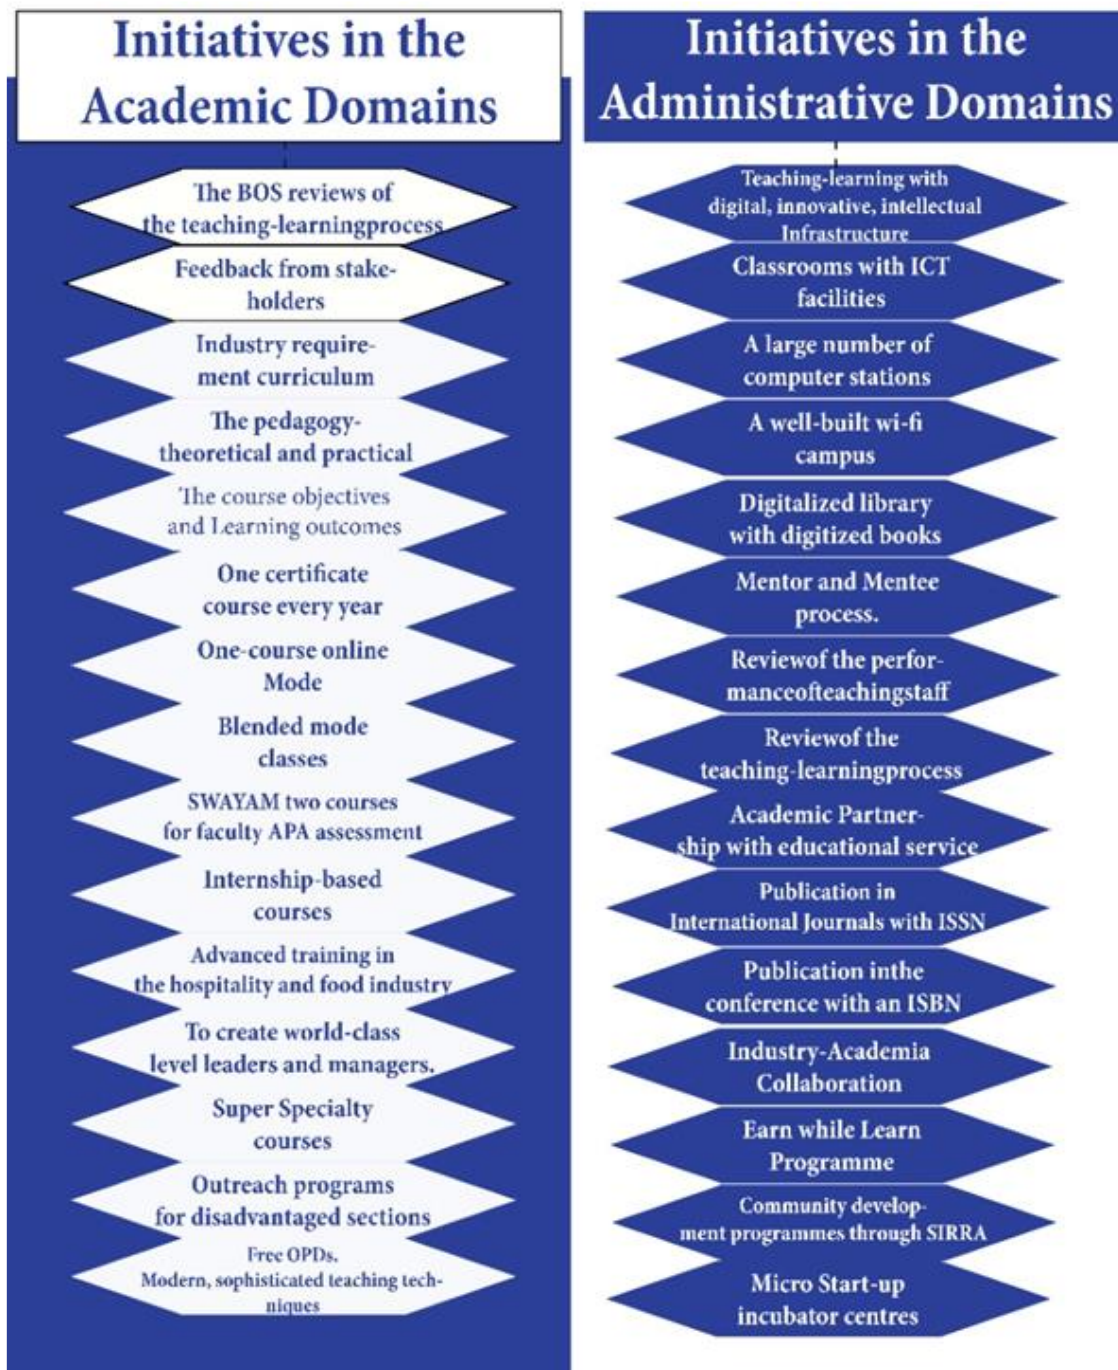 Initiatives in the
Academic Domains
The BOS reviews of
the teaching-learningprocess
Feedback from stake-
holders
Industry require-
ment curriculum
The pedagogy-
theoretical and practical
The course objectives
and Learning outcomes
One certificate
course every year
One-course online
Mode
Blended mode
classes
SWAYAM two courses
for faculty APA assessment
Internship-based
courses
Advanced training in
the hospitality and food industry
To create world-class
level leaders and managers.
Super Specialty
courses
Outreach programs
for disadvantaged sections
Free OPDs.
Modern, sophisticated teaching tech-
niques
Initiatives in the
Administrative Domains
Teaching-learning with
digital, innovative, intellectual
Infrastructure
Classrooms with ICT
facilities
A large number of
computer stations
A well-built wi-fi
campus
Digitalized library
with digitized books
Mentor and Mentee
process.
Reviewof the perfor-
manceofteachingstaff
Reviewof the
teaching-learningprocess
Academic Partner-
ship with educational service
Publication in
International Journals with ISSN
Publication inthe
conference with an ISBN
Industry-Academia
Collaboration
Earn while Learn
Programme
Community develop-
ment programmes through SIRRA
Micro Start-up
incubator centres